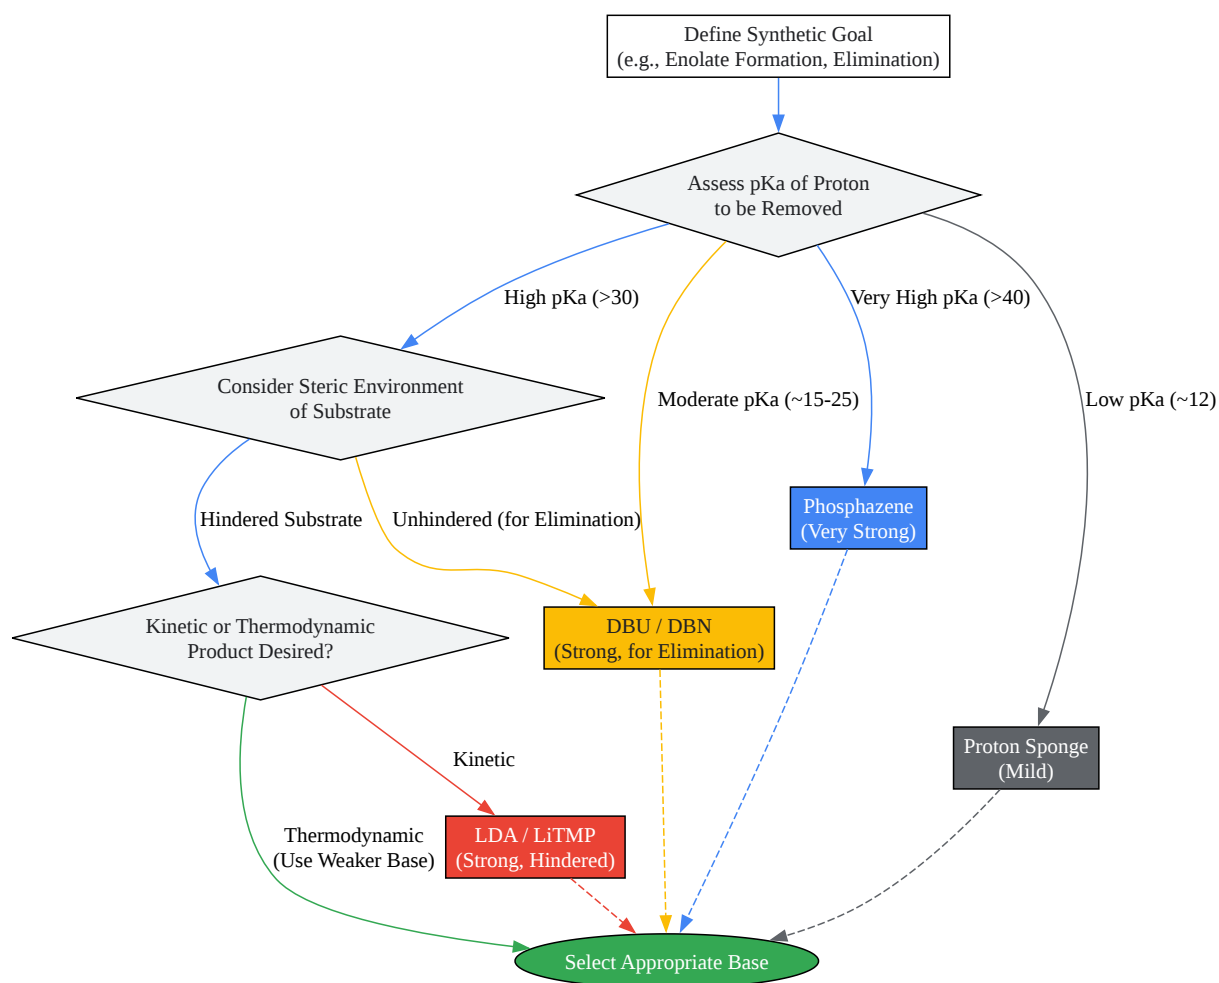 Define Synthetic Goal
(e.g., Enolate Formation, Elimination)
Assess pKa of Proton
to be Removed
High pKa (>30)
Very High pKa (>40)
Consider Steric Environment
of Substrate
Moderate pKa (~15-25)
Low pKa (~12)
Hindered Substrate
Unhindered (for Elimination)
Phosphazene
(Very Strong)
Kinetic or Thermodynamic
Product Desired?
DBU / DBN
(Strong, for Elimination)
Kinetic
Proton Sponge
(Mild)
Thermodynamic
(Use Weaker Base)
LDA / LiTMP
(Strong, Hindered)
Select Appropriate Base